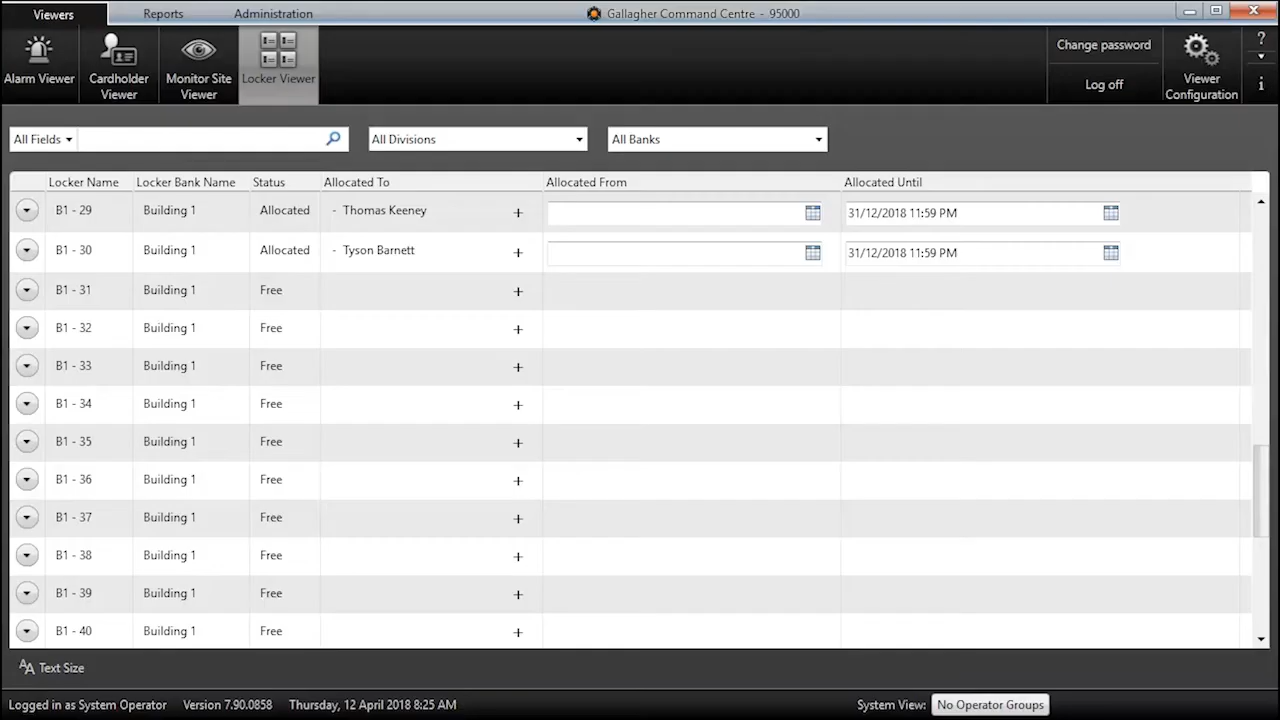 Viewers Reports Administration Gallagher Command Centre - 95000
Alarm Viewer
Cardholder Viewer
Monitor Site Viewer
Locker Viewer
Change password
Log off
Viewer Configuration
?
i
All Fields All Divisions All Banks
Locker Name Locker Bank Name Status Allocated To Allocated From Allocated Until
B1 - 29 Building 1 Allocated - Thomas Keeney + 31/12/2018 11:59 PM
B1 - 30 Building 1 Allocated - Tyson Barnett + 31/12/2018 11:59 PM
B1 - 31 Building 1 Free +
B1 - 32 Building 1 Free +
B1 - 33 Building 1 Free +
B1 - 34 Building 1 Free +
B1 - 35 Building 1 Free +
B1 - 36 Building 1 Free +
B1 - 37 Building 1 Free +
B1 - 38 Building 1 Free +
B1 - 39 Building 1 Free +
B1 - 40 Building 1 Free +
AA Text Size
Logged in as System Operator Version 7.90.0858 Thursday, 12 April 2018 8:25 AM System View: No Operator Groups